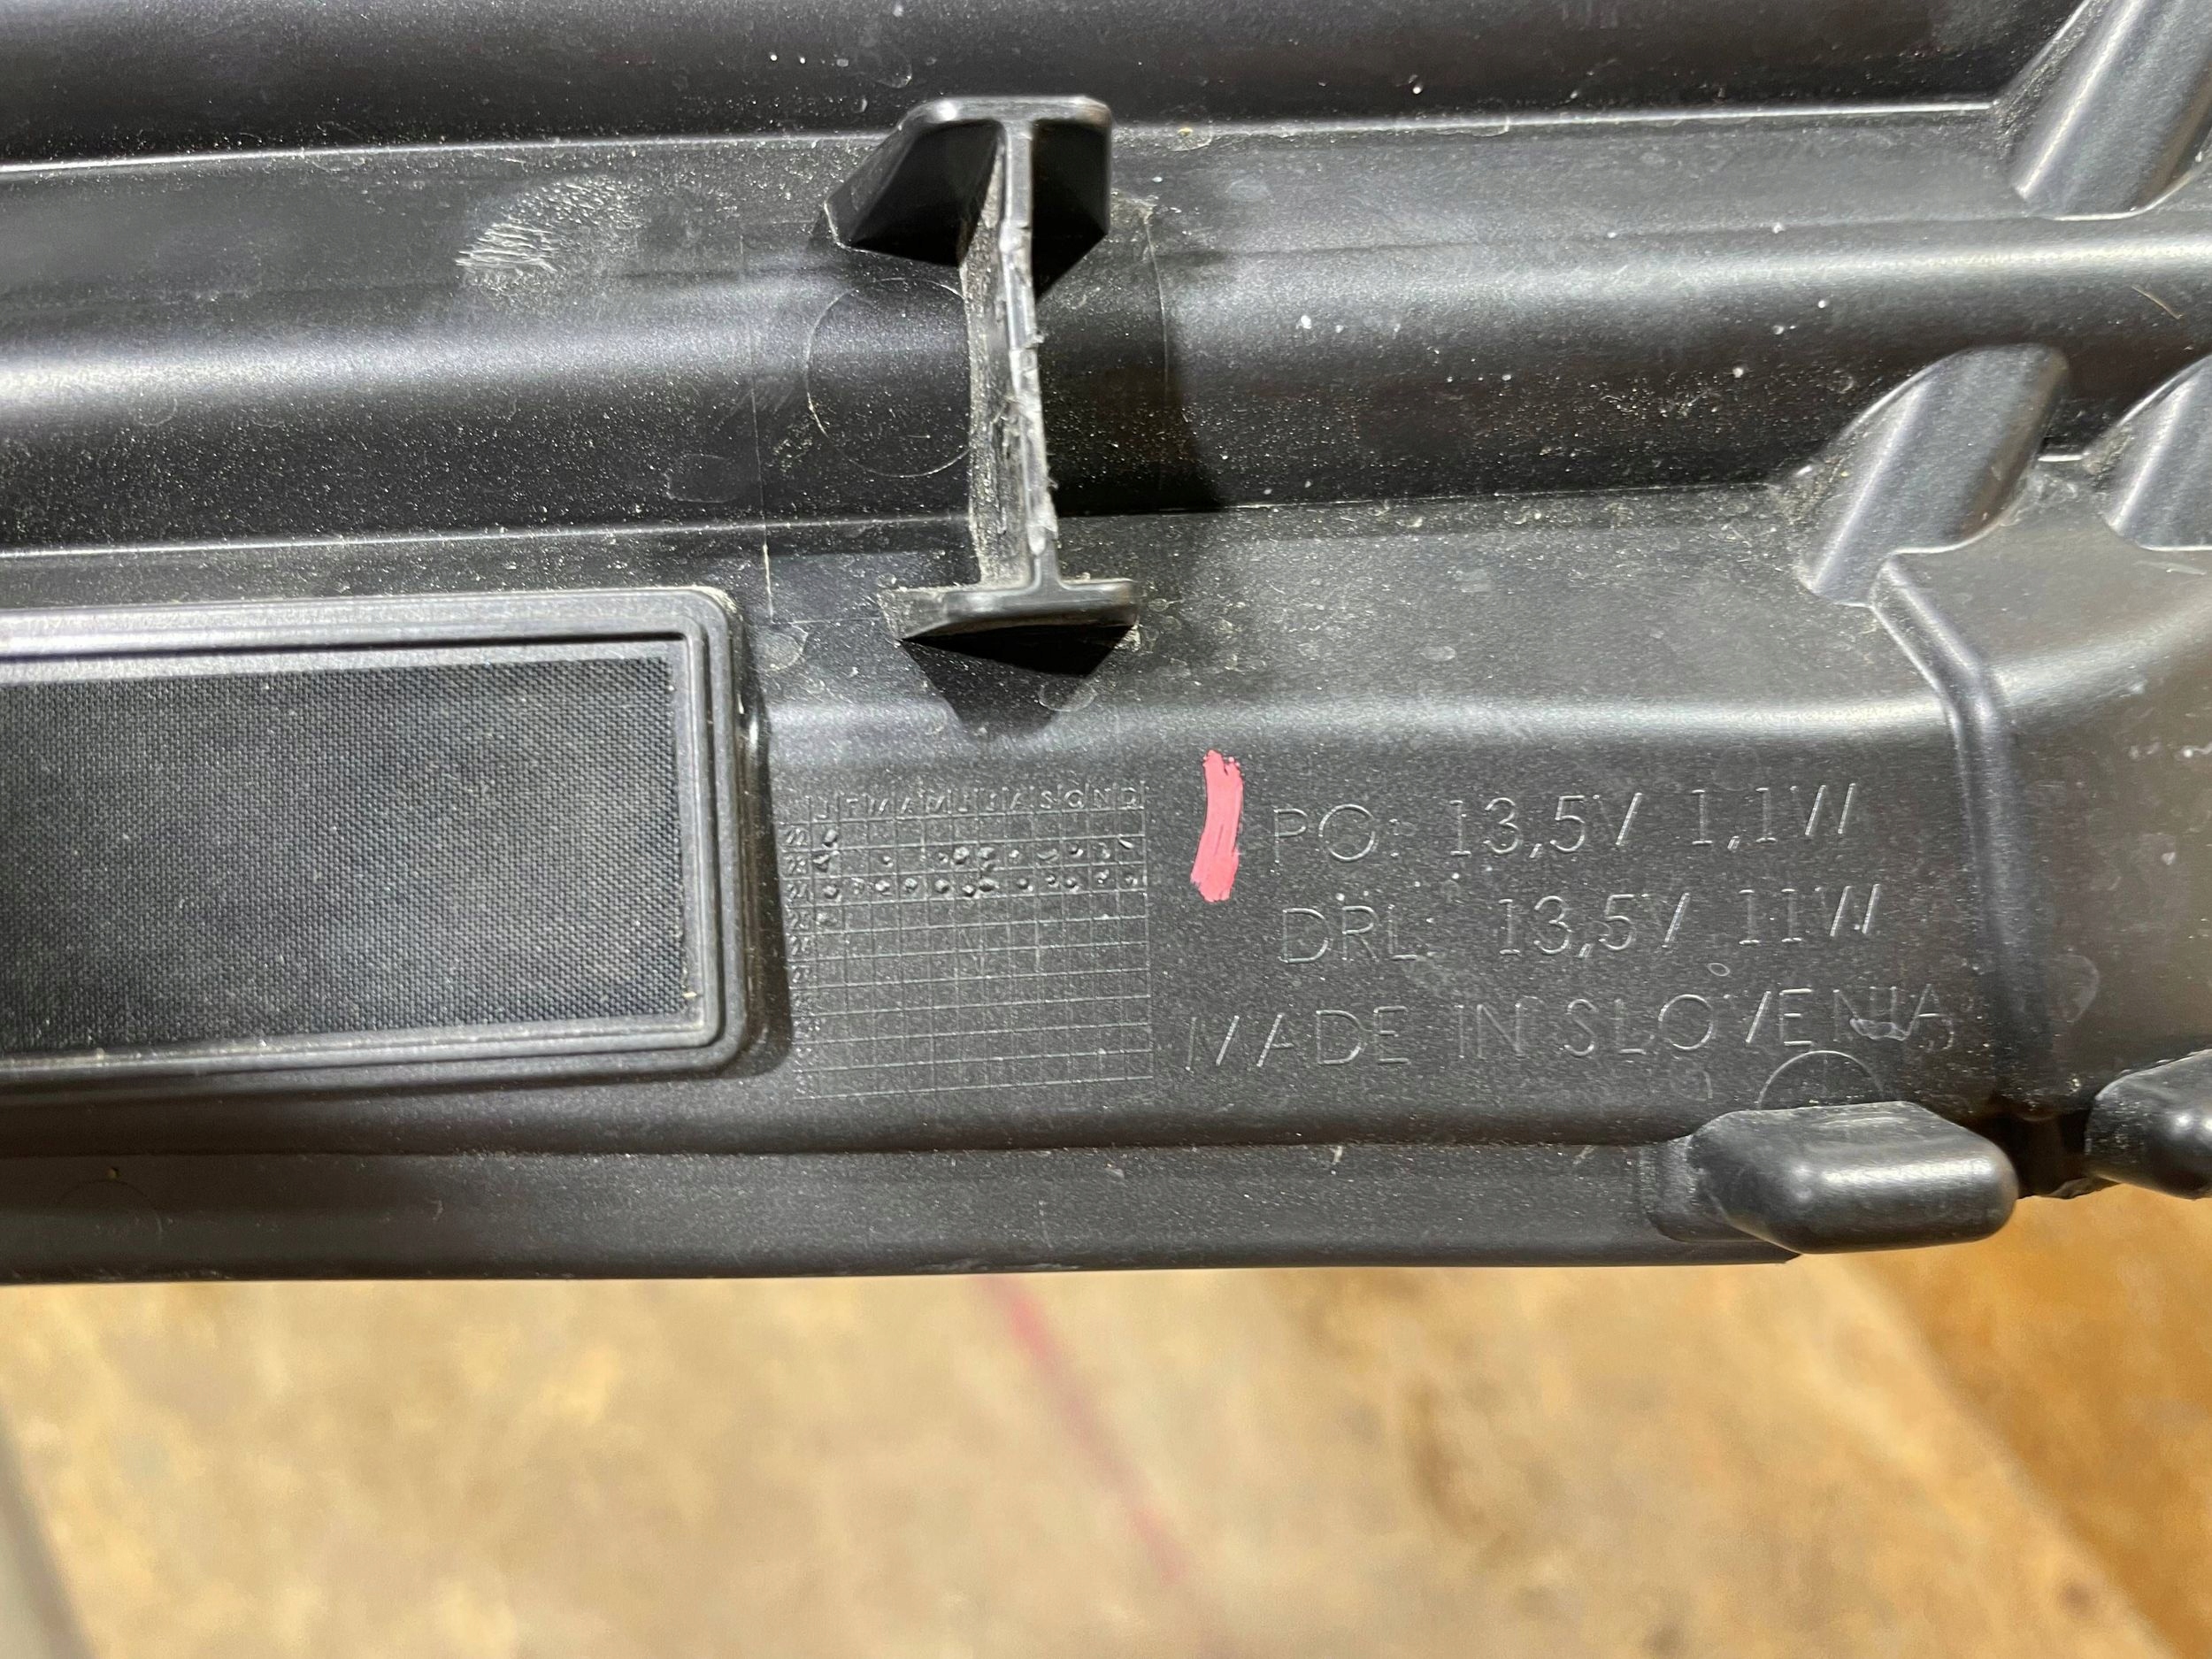 J F M A M J J A S O N D
PO: 13,5V 1,1W
DRL: 13,5V 11W
MADE IN SLOVENIA